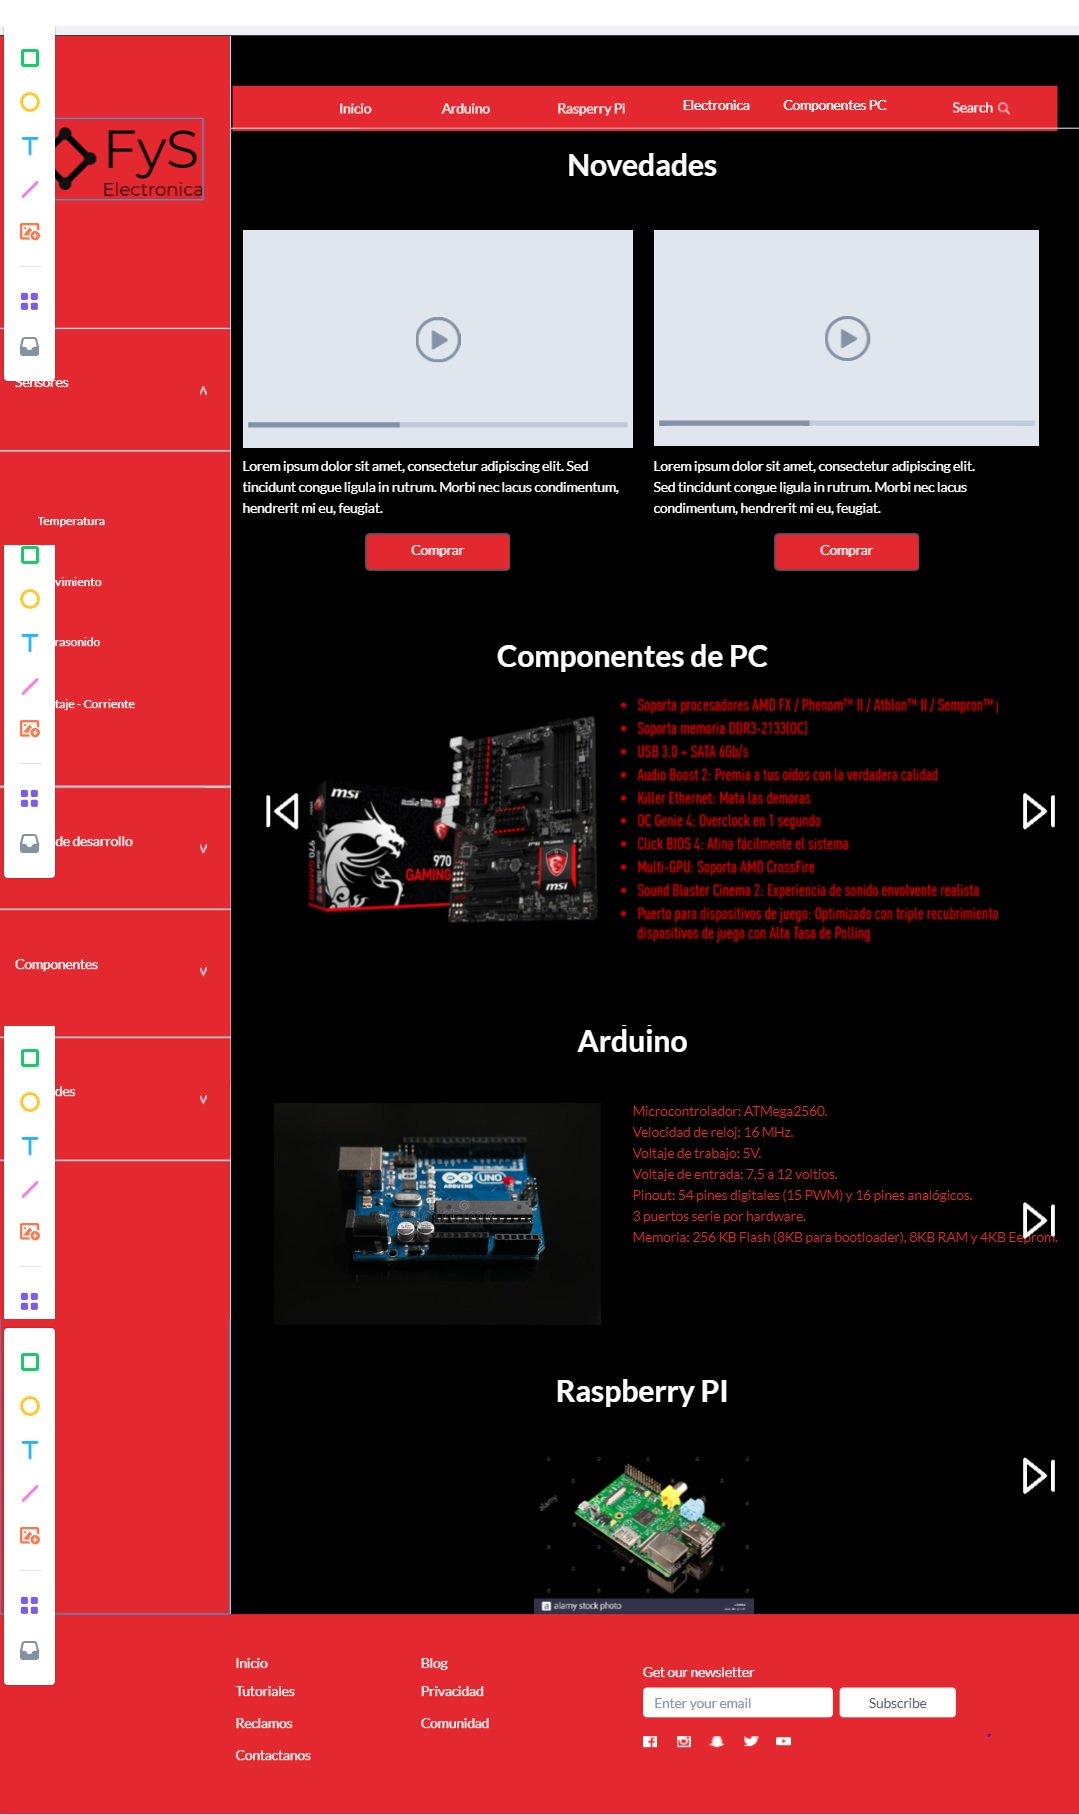 Inicio
Arduino
Rasperry Pi
Electronica
Componentes PC
Search
FyS
Electronica
Novedades
Sensores
Lorem ipsum dolor sit amet, consectetur adipiscing elit. Sed
tincidunt congue ligula in rutrum. Morbi nec lacus condimentum,
hendrerit mi eu, feugiat.
Comprar
Lorem ipsum dolor sit amet, consectetur adipiscing elit.
Sed tincidunt congue ligula in rutrum. Morbi nec lacus
condimentum, hendrerit mi eu, feugiat.
Comprar
Temperatura
vimiento
rasonido
taje - Corriente
de desarrollo
Componentes
des
Componentes de PC
msi
970
GAMING
970 GAMING
msi
Soporta procesadores AMD FX / Phenom™ II / Athlon™ II / Sempron™
Soporta memoria DDR3-2133(OC)
USB 3.0 + SATA 6Gb/s
Audio Boost 2: Premia a tus oídos con la verdadera calidad
Killer Ethernet: Mata las demoras
OC Genie 4: Overclock en 1 segundo
Click BIOS 4: Afina fácilmente el sistema
Multi-GPU: Soporta AMD CrossFire
Sound Blaster Cinema 2: Experiencia de sonido envolvente realista
Puerto para dispositivos de juego: Optimizado con triple recubrimiento
dispositivos de juego con Alta Tasa de Polling
Arduino
UNO
ARDUINO
Microcontrolador: ATMega2560.
Velocidad de reloj: 16 MHz.
Voltaje de trabajo: 5V.
Voltaje de entrada: 7,5 a 12 voltios.
Pinout: 54 pines digitales (15 PWM) y 16 pines analógicos.
3 puertos serie por hardware.
Memoria: 256 KB Flash (8KB para bootloader), 8KB RAM y 4KB Eeprom.
Raspberry PI
alamy
a alamy stock photo
Inicio
Tutoriales
Reclamos
Contactanos
Blog
Privacidad
Comunidad
Get our newsletter
Enter your email
Subscribe